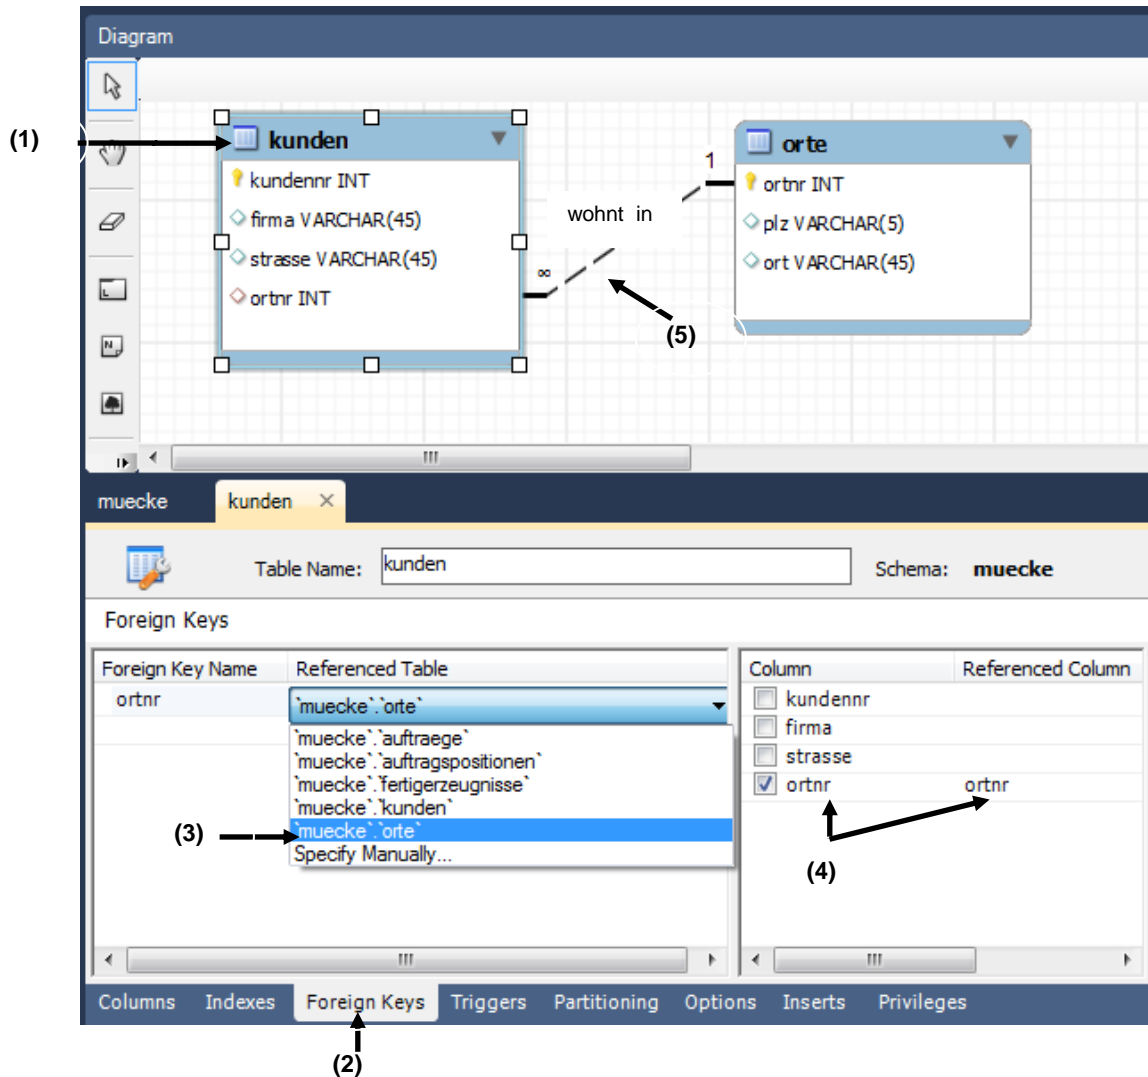 Diagram
(1)
kunden
kundennr INT
firma VARCHAR(45)
strasse VARCHAR(45)
ortnr INT
∞
wohnt in
1
orte
ortnr INT
plz VARCHAR(5)
ort VARCHAR(45)
(5)
muecke
kunden
Table Name: kunden
Schema: muecke
Foreign Keys
Foreign Key Name Referenced Table
ortnr `muecke`.`orte`
`muecke`.`auftraege`
`muecke`.`auftragspositionen`
`muecke`.`fertigerzeugnisse`
`muecke`.`kunden`
`muecke`.`orte`
Specify Manually...
(3)
Column Referenced Column
kundennr
firma
strasse
ortnr ortnr
(4)
Columns Indexes Foreign Keys Triggers Partitioning Options Inserts Privileges
(2)